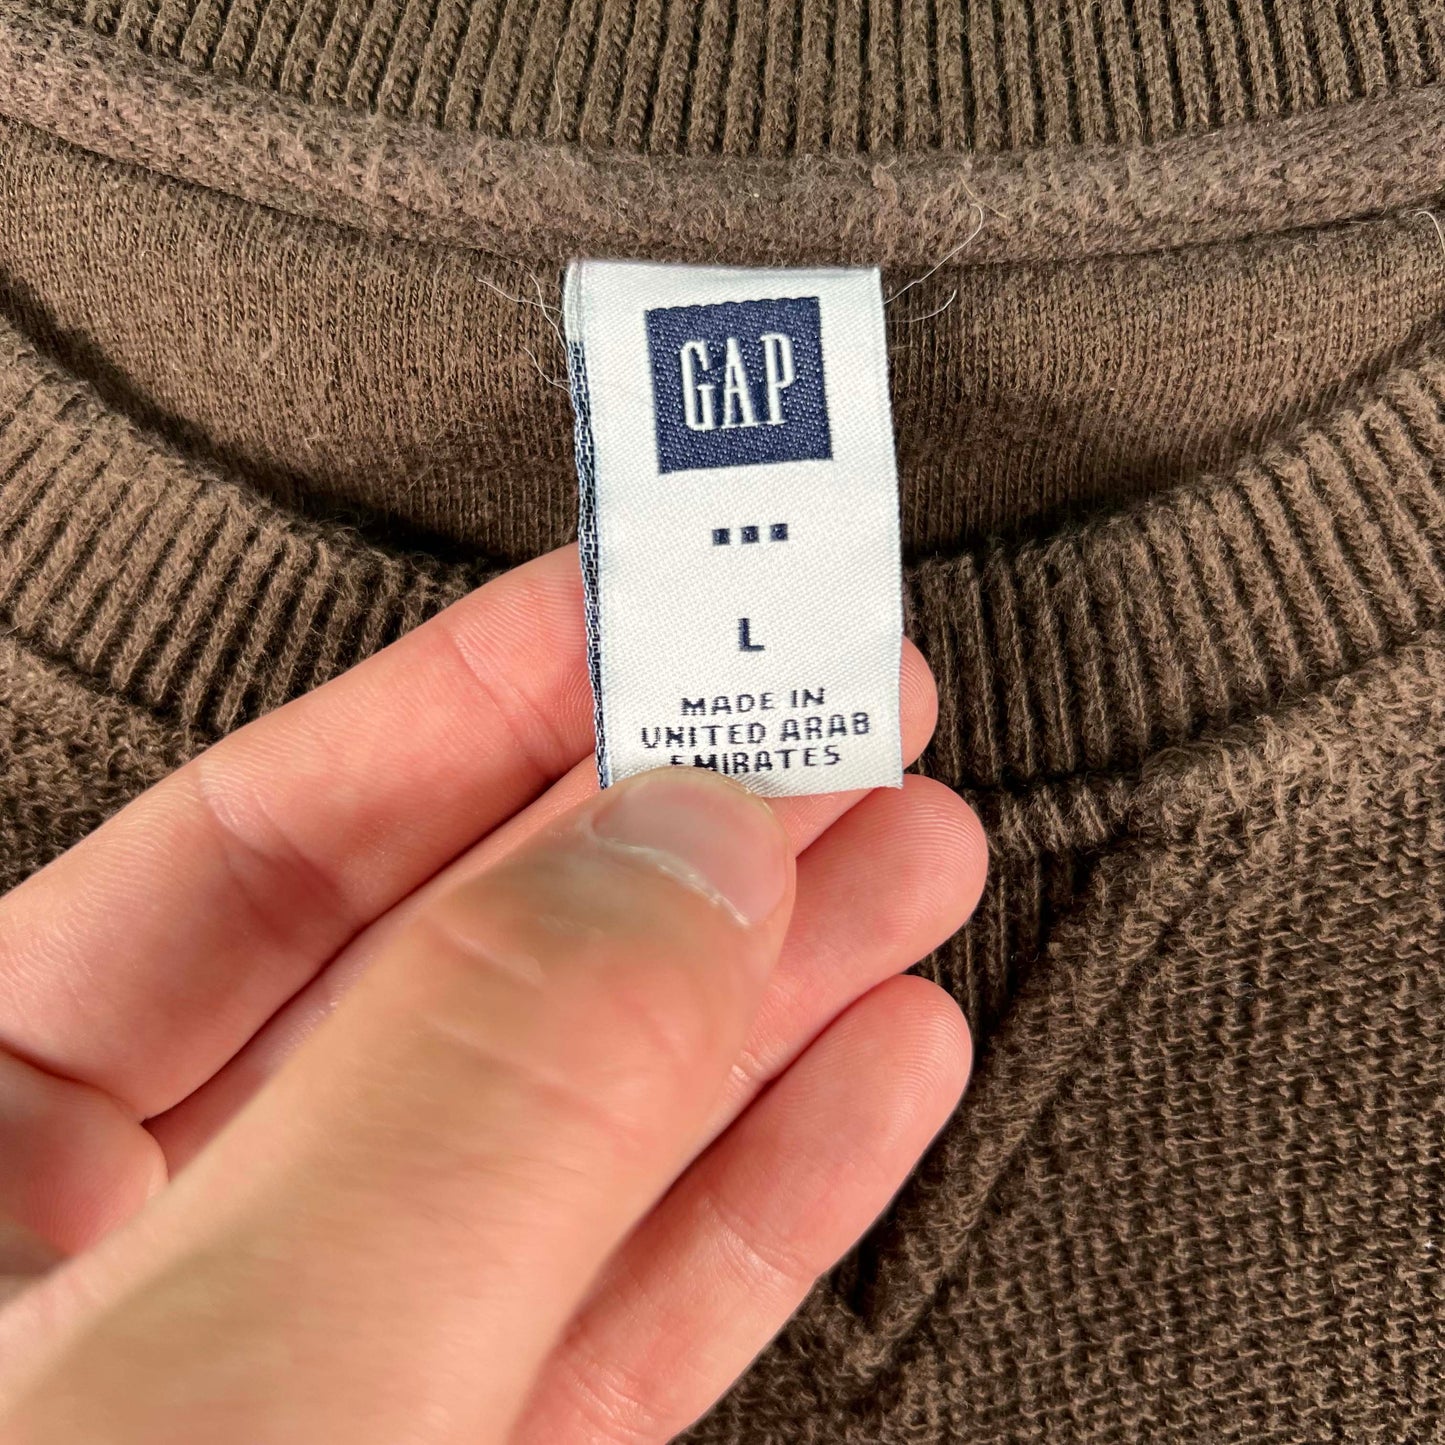 GAP
L
MADE IN
UNITED ARAB
EMIRATES